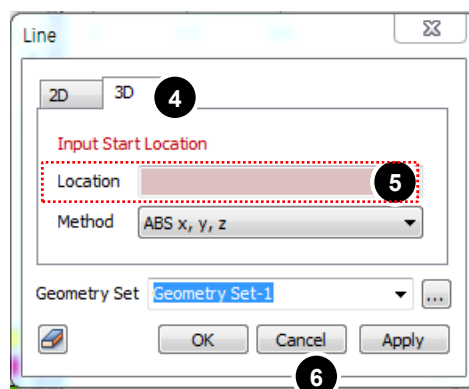 Line
2D 3D 4
Input Start Location
Location 5
Method ABS x, y, z
Geometry Set Geometry Set-1 ...
OK Cancel Apply
6